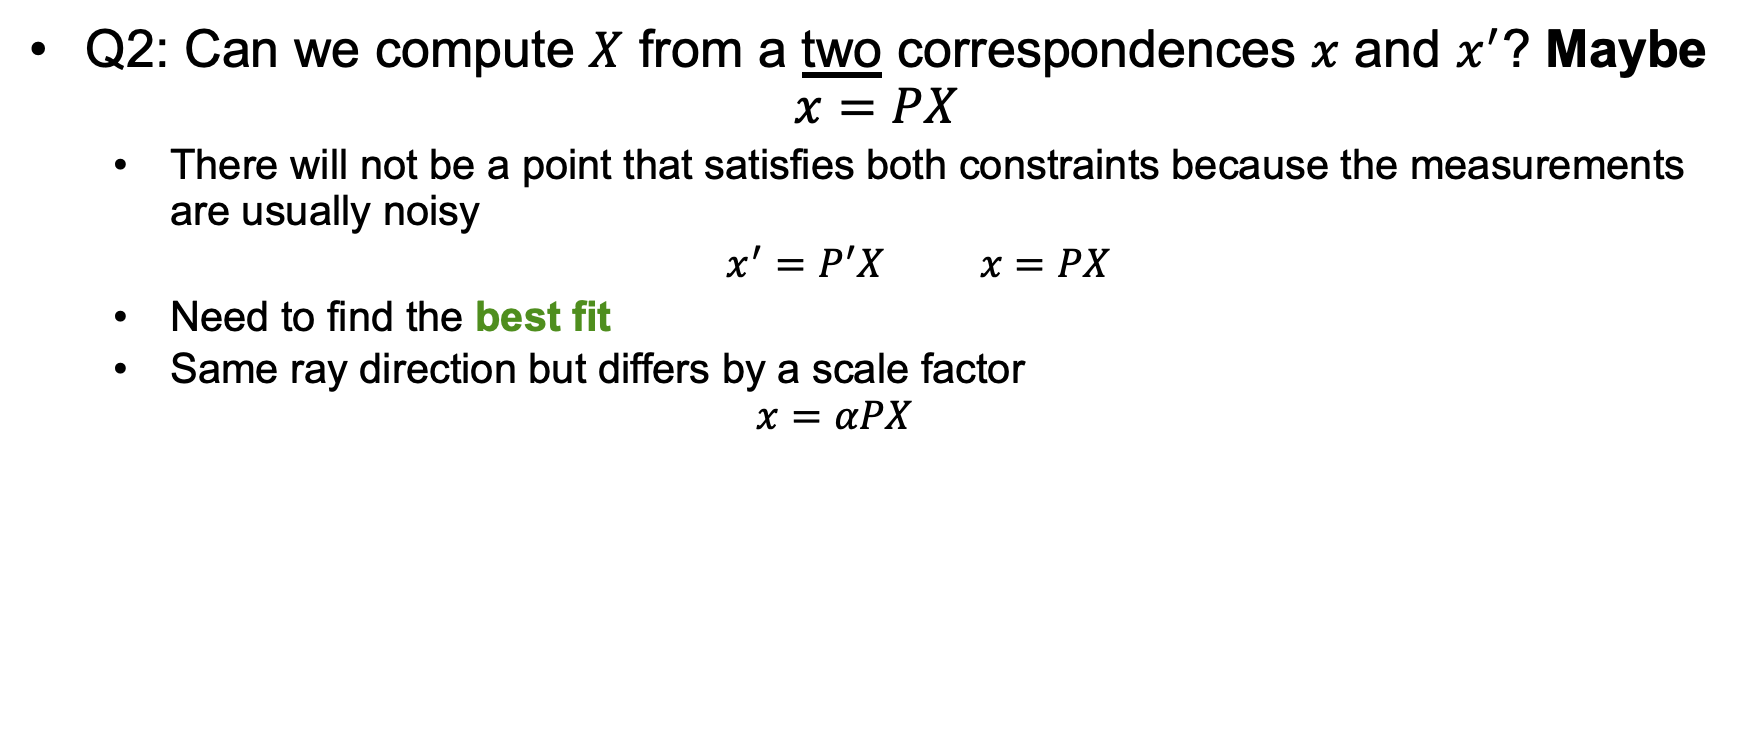 • Q2: Can we compute 𝑋 from a two correspondences 𝑥 and 𝑥′? Maybe
𝑥 = 𝑃𝑋
• There will not be a point that satisfies both constraints because the measurements
are usually noisy
𝑥′ = 𝑃′𝑋 𝑥 = 𝑃𝑋
• Need to find the best fit
• Same ray direction but differs by a scale factor
𝑥 = 𝛼𝑃𝑋